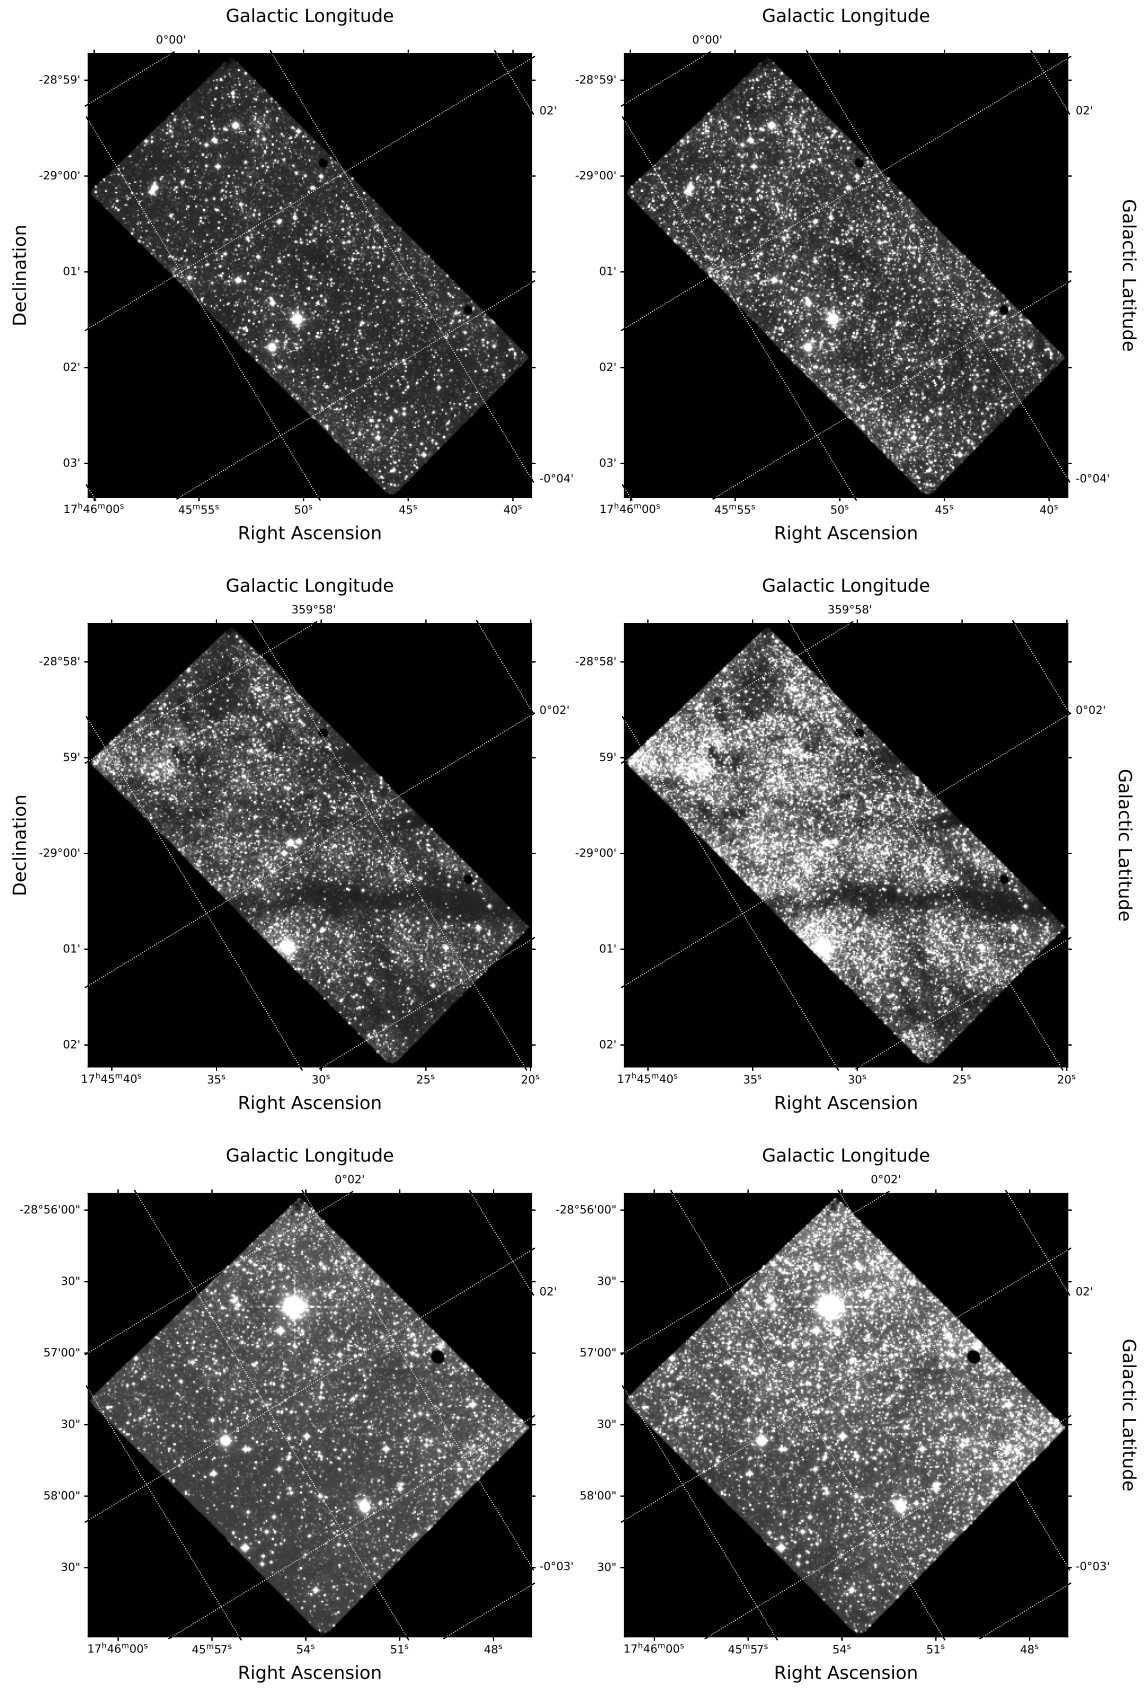 Galactic Longitude Galactic Longitude
0°00' 0°00'
-28°59' -28°59'
02' 02'
-29°00' -29°00'
Declination
Galactic Latitude
01' 01'
02' 02'
03' 03'
-0°04' -0°04'
17ʰ46ᵐ00ˢ 45ᵐ55ˢ 50ˢ 45ˢ 40ˢ 17ʰ46ᵐ00ˢ 45ᵐ55ˢ 50ˢ 45ˢ 40ˢ
Right Ascension Right Ascension
Galactic Longitude Galactic Longitude
359°58' 359°58'
-28°58' -28°58'
0°02' 0°02'
59' 59'
Declination
Galactic Latitude
-29°00' -29°00'
01' 01'
02' 02'
17ʰ45ᵐ40ˢ 35ˢ 30ˢ 25ˢ 20ˢ 17ʰ45ᵐ40ˢ 35ˢ 30ˢ 25ˢ 20ˢ
Right Ascension Right Ascension
Galactic Longitude Galactic Longitude
0°02' 0°02'
-28°56'00" -28°56'00"
30" 30"
02' 02'
57'00" 57'00"
Galactic Latitude
30" 30"
58'00" 58'00"
30" 30"
-0°03' -0°03'
17ʰ46ᵐ00ˢ 45ᵐ57ˢ 54ˢ 51ˢ 48ˢ 17ʰ46ᵐ00ˢ 45ᵐ57ˢ 54ˢ 51ˢ 48ˢ
Right Ascension Right Ascension